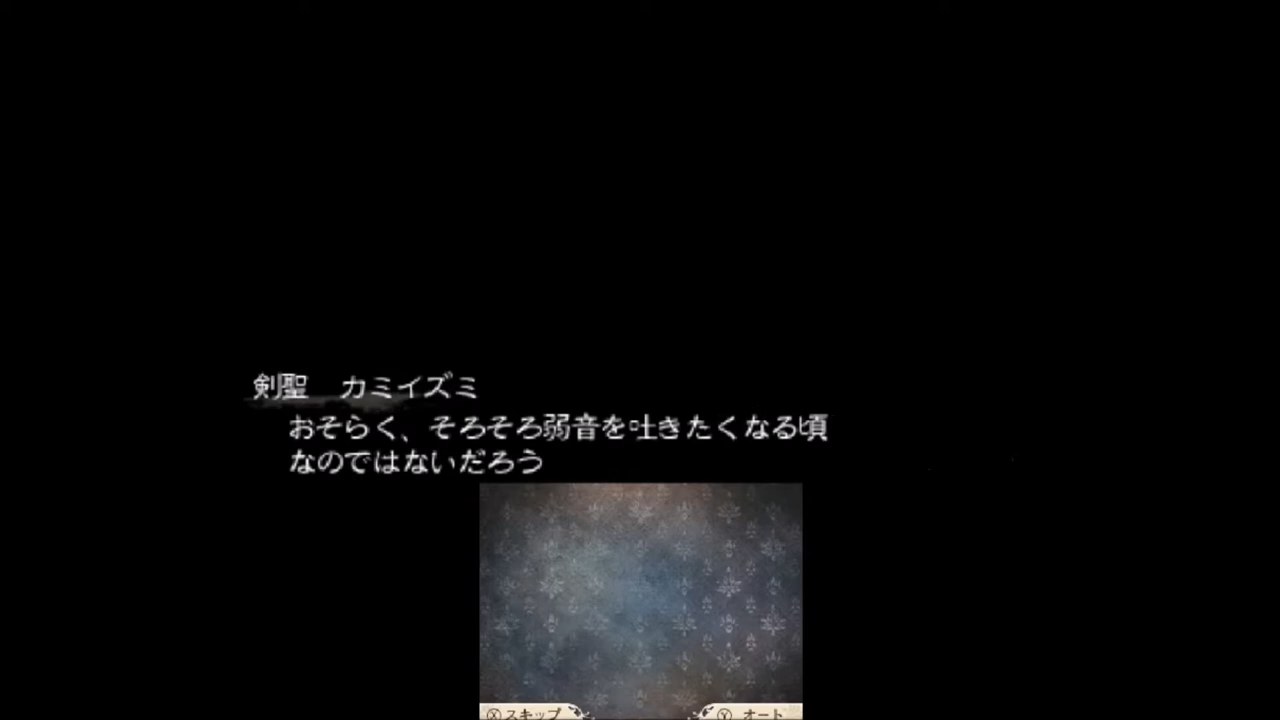 剣聖　カミイズミ
おそらく、そろそろ弱音を吐きたくなる頃
なのではないだろう
Ⓧスキップ
Ⓨ オート